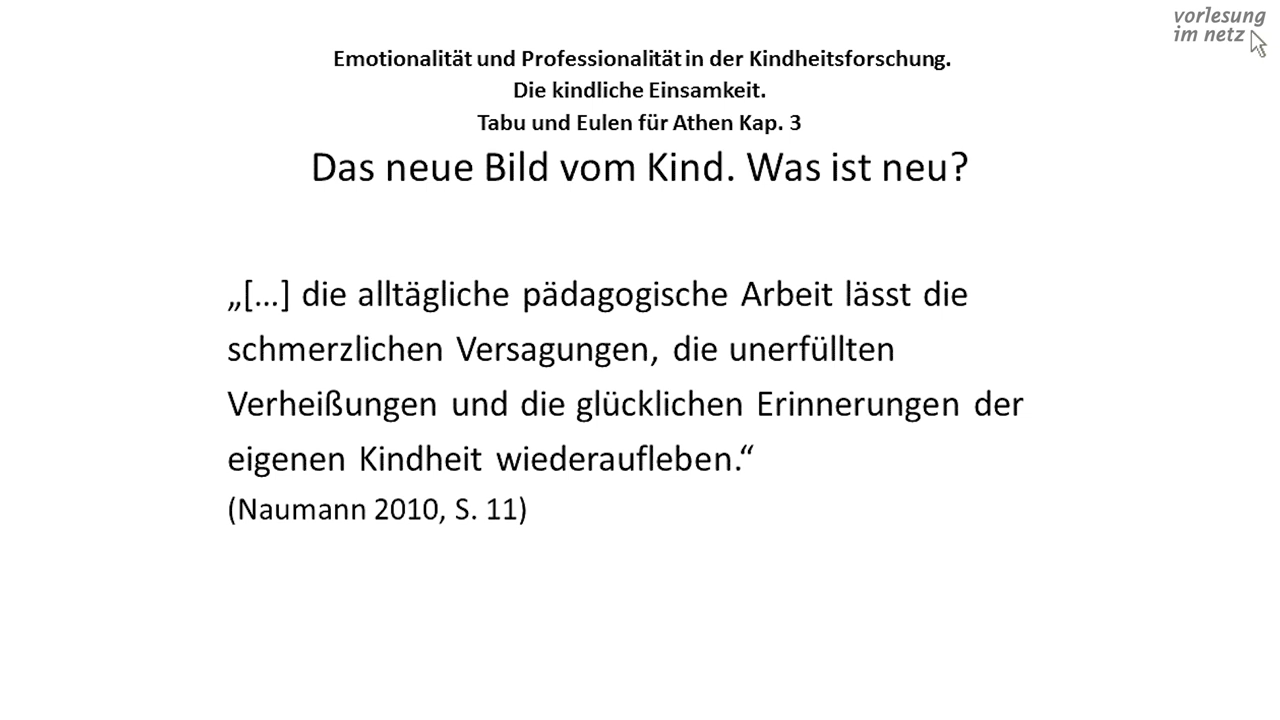 vorlesung
im netz
Emotionalität und Professionalität in der Kindheitsforschung.
Die kindliche Einsamkeit.
Tabu und Eulen für Athen Kap. 3
Das neue Bild vom Kind. Was ist neu?
„[…] die alltägliche pädagogische Arbeit lässt die
schmerzlichen Versagungen, die unerfüllten
Verheißungen und die glücklichen Erinnerungen der
eigenen Kindheit wiederaufleben.“
(Naumann 2010, S. 11)